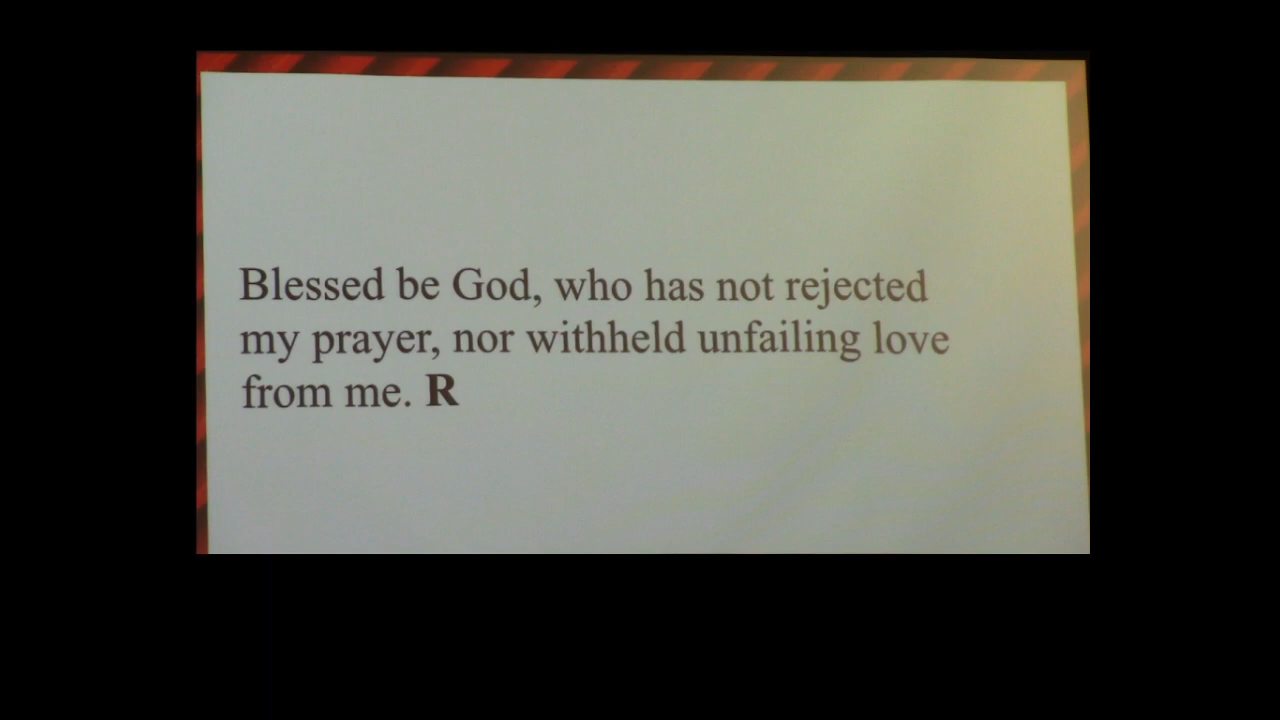 Blessed be God, who has not rejected
my prayer, nor withheld unfailing love
from me. R